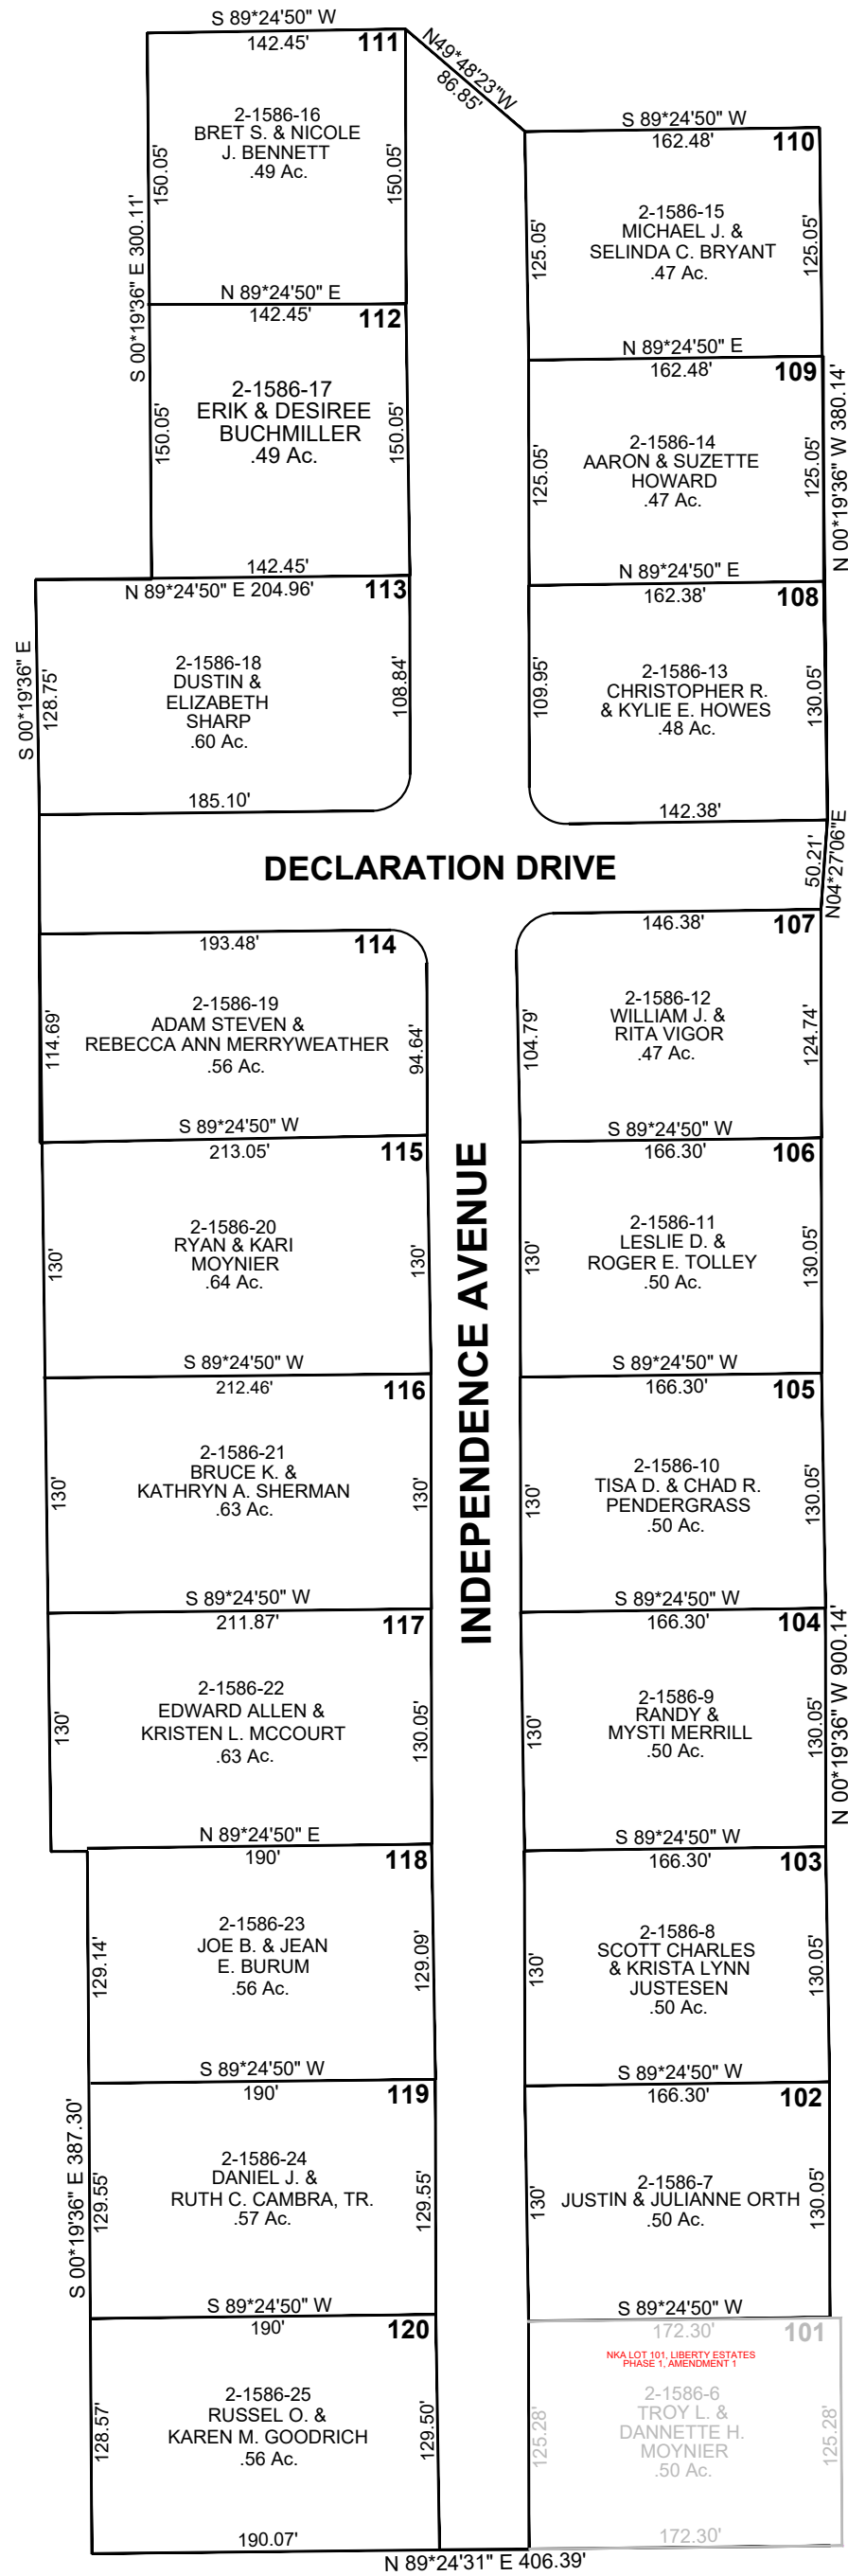 S 89*24'50" W
142.45'
111
2-1586-16
BRET S. & NICOLE
J. BENNETT
.49 Ac.
150.05'
150.05'
S 00*19'36" E 300.11'
N49*48'23"W
86.85'
S 89*24'50" W
162.48'
110
2-1586-15
MICHAEL J. &
SELINDA C. BRYANT
.47 Ac.
125.05'
125.05'
N 89*24'50" E
142.45'
112
2-1586-17
ERIK & DESIREE
BUCHMILLER
.49 Ac.
150.05'
150.05'
142.45'
N 89*24'50" E
162.48'
109
2-1586-14
AARON & SUZETTE
HOWARD
.47 Ac.
125.05'
125.05'
N 00*19'36" W 380.14'
N 89*24'50" E 204.96'
113
2-1586-18
DUSTIN &
ELIZABETH
SHARP
.60 Ac.
S 00*19'36" E
128.75'
108.84'
185.10'
N 89*24'50" E
162.38'
108
2-1586-13
CHRISTOPHER R.
& KYLIE E. HOWES
.48 Ac.
109.95'
130.05'
142.38'
DECLARATION DRIVE
50.21'
N04*27'06"E
193.48'
114
2-1586-19
ADAM STEVEN &
REBECCA ANN MERRYWEATHER
.56 Ac.
114.69'
94.64'
146.38'
107
2-1586-12
WILLIAM J. &
RITA VIGOR
.47 Ac.
104.79'
124.74'
S 89*24'50" W
213.05'
115
2-1586-20
RYAN & KARI
MOYNIER
.64 Ac.
130'
130'
INDEPENDENCE AVENUE
S 89*24'50" W
166.30'
106
2-1586-11
LESLIE D. &
ROGER E. TOLLEY
.50 Ac.
130'
130.05'
S 89*24'50" W
212.46'
116
2-1586-21
BRUCE K. &
KATHRYN A. SHERMAN
.63 Ac.
130'
130'
S 89*24'50" W
166.30'
105
2-1586-10
TISA D. & CHAD R.
PENDERGRASS
.50 Ac.
130'
130.05'
S 89*24'50" W
211.87'
117
2-1586-22
EDWARD ALLEN &
KRISTEN L. MCCOURT
.63 Ac.
130'
130.05'
S 89*24'50" W
166.30'
104
2-1586-9
RANDY &
MYSTI MERRILL
.50 Ac.
130'
130.05'
N 00*19'36" W 900.14'
N 89*24'50" E
190'
118
2-1586-23
JOE B. & JEAN
E. BURUM
.56 Ac.
129.14'
129.09'
S 89*24'50" W
166.30'
103
2-1586-8
SCOTT CHARLES
& KRISTA LYNN
JUSTESEN
.50 Ac.
130'
130.05'
S 89*24'50" W
190'
119
2-1586-24
DANIEL J. &
RUTH C. CAMBRA, TR.
.57 Ac.
S 00*19'36" E 387.30'
129.55'
129.55'
S 89*24'50" W
166.30'
102
2-1586-7
JUSTIN & JULIANNE ORTH
.50 Ac.
130'
130.05'
S 89*24'50" W
190'
120
2-1586-25
RUSSEL O. &
KAREN M. GOODRICH
.56 Ac.
128.57'
129.50'
190.07'
S 89*24'50" W
172.30'
101
NKA LOT 101, LIBERTY ESTATES
PHASE 1, AMENDMENT 1
2-1586-6
TROY L. &
DANNETTE H.
MOYNIER
.50 Ac.
125.28'
125.28'
172.30'
N 89*24'31" E 406.39'